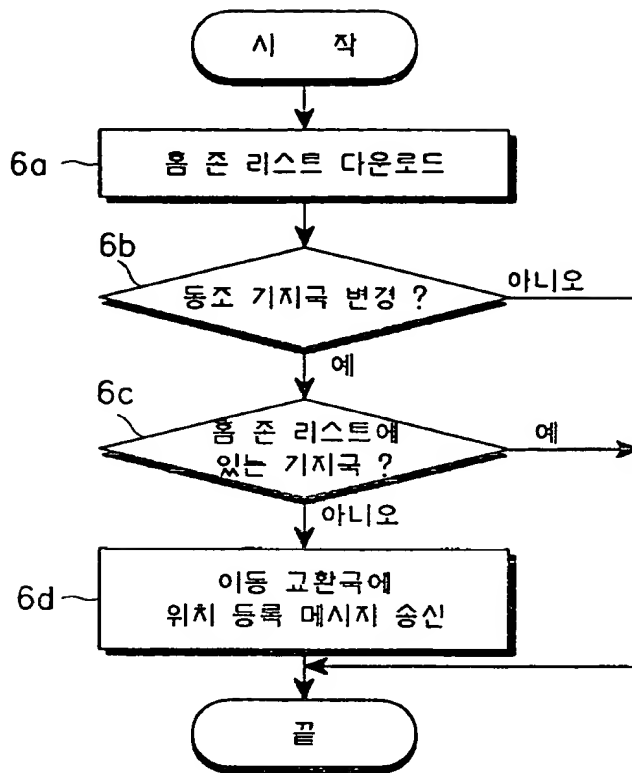 시 작
6a
홈 존 리스트 다운로드
6b
동조 기지국 변경 ?
아니오
예
6c
홈 존 리스트에
있는 기지국 ?
예
아니오
6d
이동 교환국에
위치 등록 메시지 송신
끝